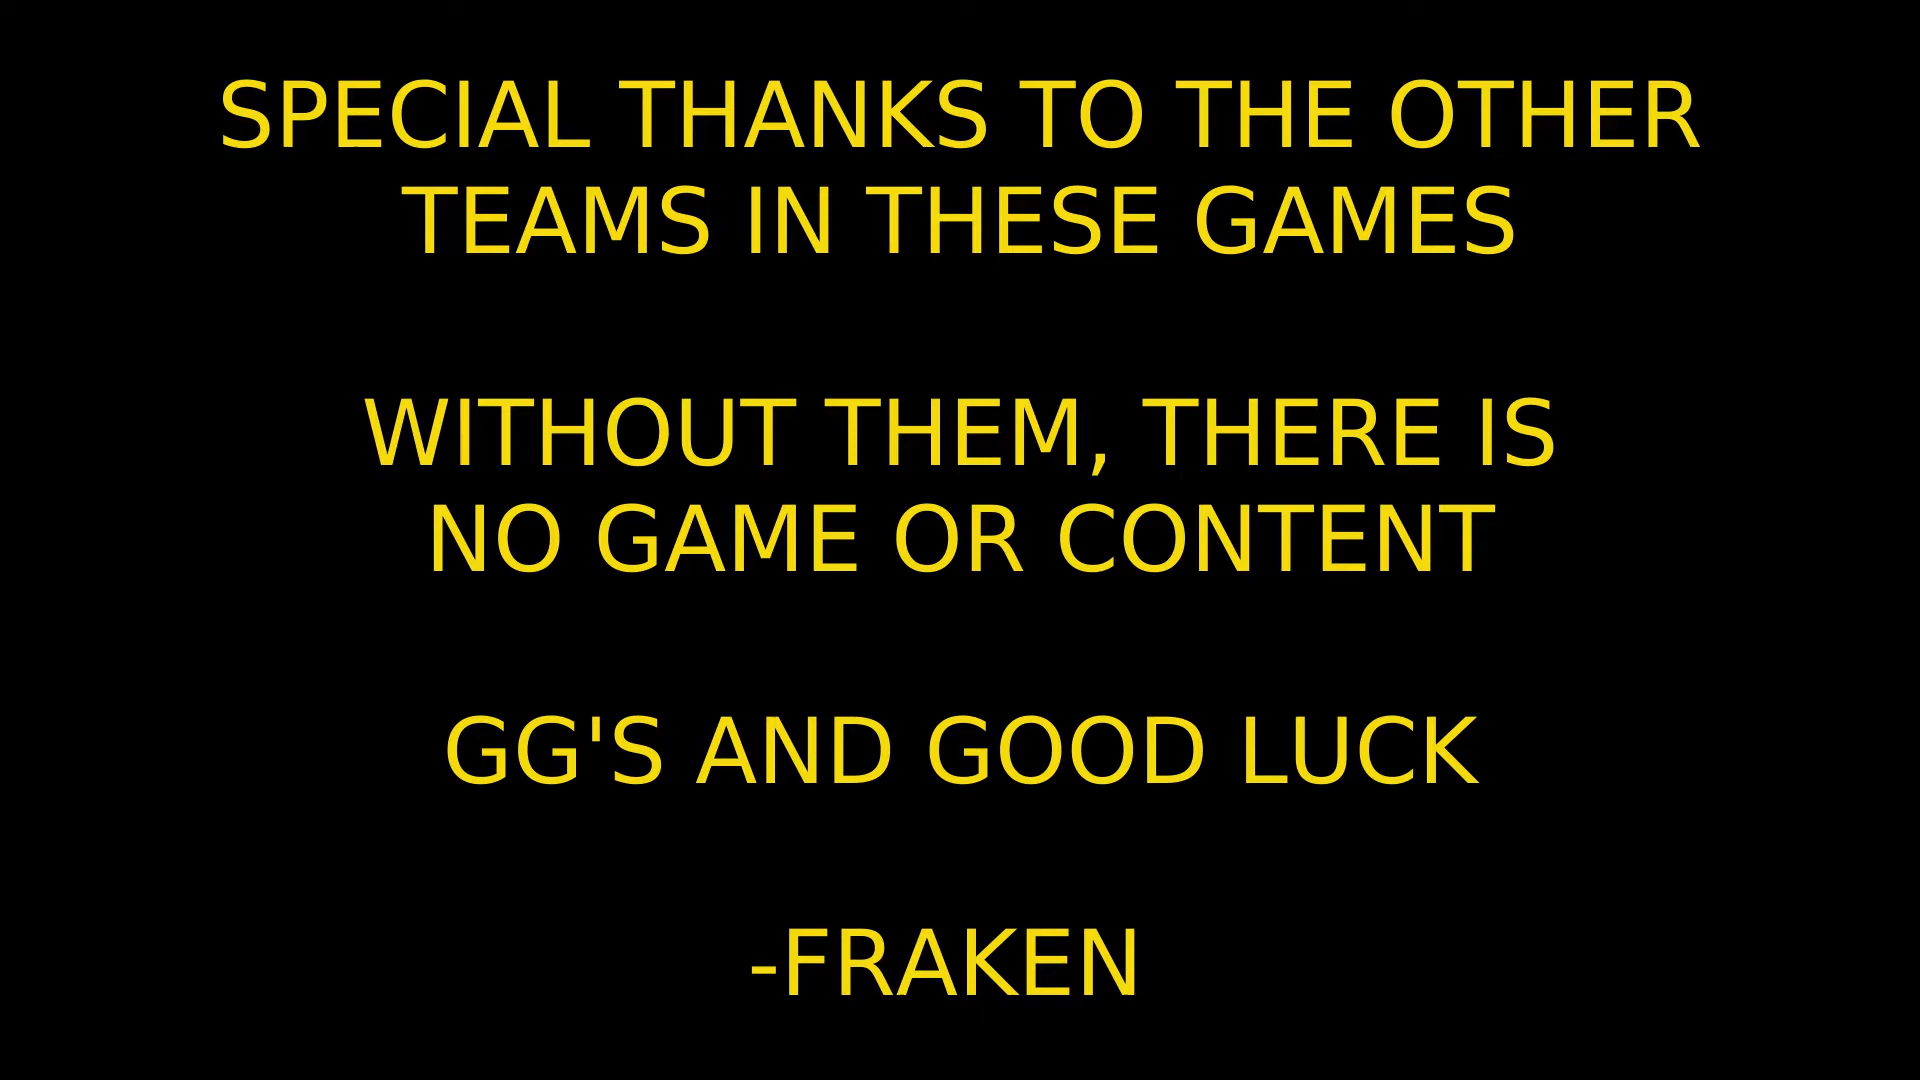 SPECIAL THANKS TO THE OTHER
TEAMS IN THESE GAMES
WITHOUT THEM, THERE IS
NO GAME OR CONTENT
GG'S AND GOOD LUCK
-FRAKEN